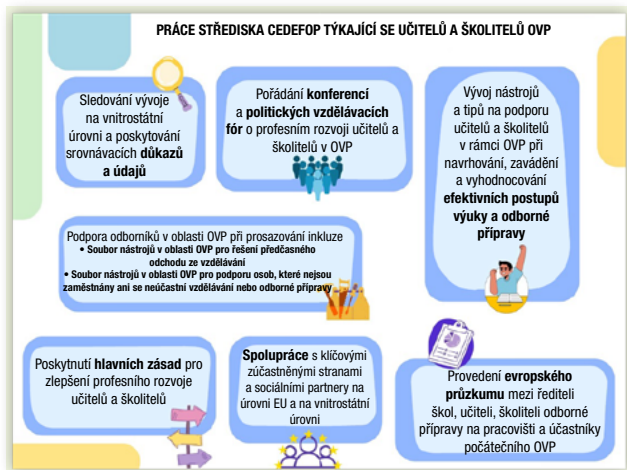 PRÁCE STŘEDISKA CEDEFOP TÝKAJÍCÍ SE UČITELŮ A ŠKOLITELŮ OVP
Sledování vývoje
na vnitrostátní
úrovni a poskytování
srovnávacích důkazů
a údajů
Pořádání konferencí
a politických vzdělávacích
fór o profesním rozvoji učitelů a
školitelů v OVP
Vývoj nástrojů
a tipů na podporu
učitelů a školitelů
v rámci OVP při
navrhování, zavádění
a vyhodnocování
efektivních postupů
výuky a odborné
přípravy
Podpora odborníků v oblasti OVP při prosazování inkluze
• Soubor nástrojů v oblasti OVP pro řešení předčasného
odchodu ze vzdělávání
• Soubor nástrojů v oblasti OVP pro podporu osob, které nejsou
zaměstnány ani se neúčastní vzdělávání nebo odborné přípravy
Poskytnutí hlavních zásad pro
zlepšení profesního rozvoje
učitelů a školitelů
Spolupráce s klíčovými
zúčastněnými stranami
a sociálními partnery na
úrovni EU a na vnitrostátní
úrovni
Provedení evropského
průzkumu mezi řediteli
škol, učiteli, školiteli odborné
přípravy na pracovišti a účastníky
počátečního OVP